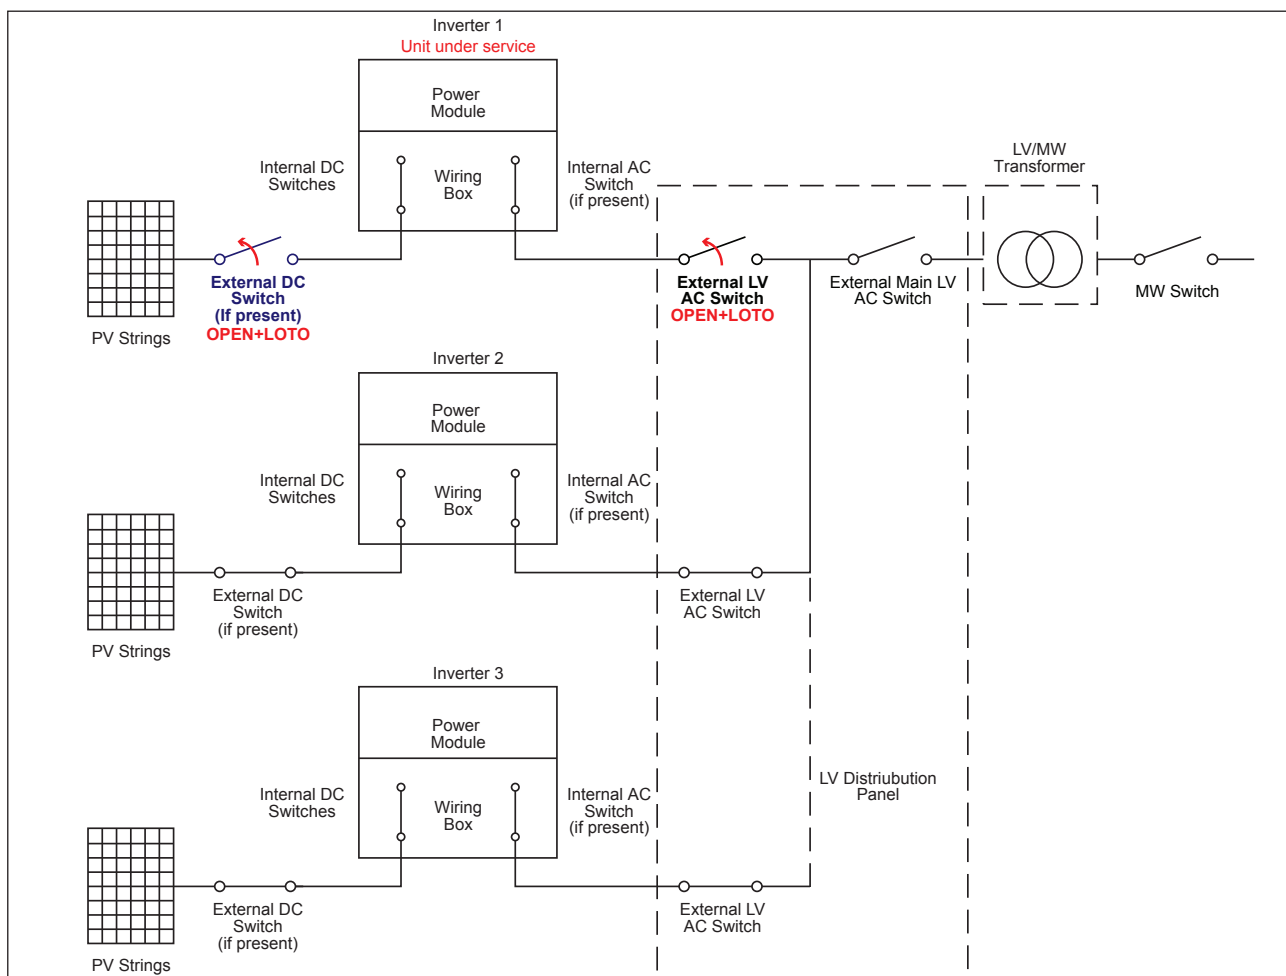 Inverter 1
Unit under service
Power
Module
Internal DC
Switches
Wiring
Box
Internal AC
Switch
(if present)
LV/MW
Transformer
PV Strings
External DC
Switch
(If present)
OPEN+LOTO
External LV
AC Switch
OPEN+LOTO
External Main LV
AC Switch
MW Switch
Inverter 2
Power
Module
Internal DC
Switches
Wiring
Box
Internal AC
Switch
(if present)
PV Strings
External DC
Switch
(if present)
External LV
AC Switch
Inverter 3
Power
Module
Internal DC
Switches
Wiring
Box
Internal AC
Switch
(if present)
LV Distriubution
Panel
PV Strings
External DC
Switch
(if present)
External LV
AC Switch